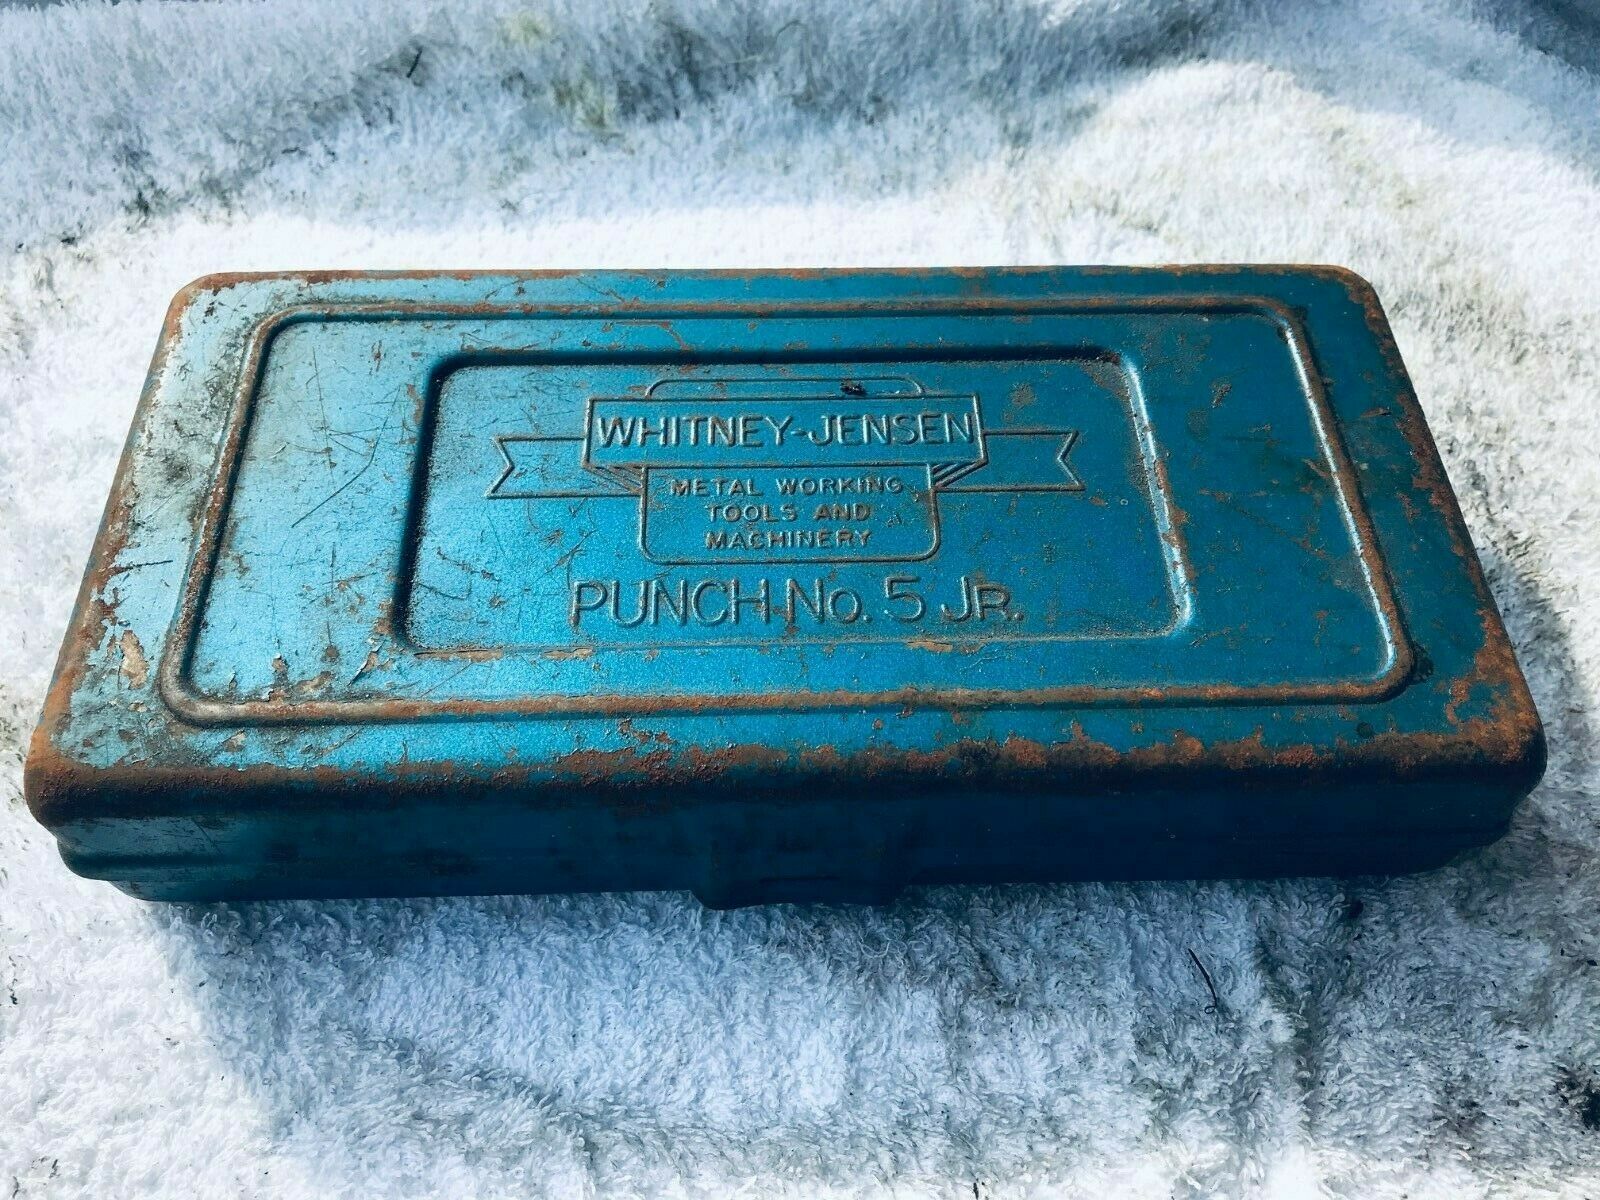 WHITNEY-JENSEN
METAL WORKING
TOOLS AND
MACHINERY
PUNCH No. 5 JR.